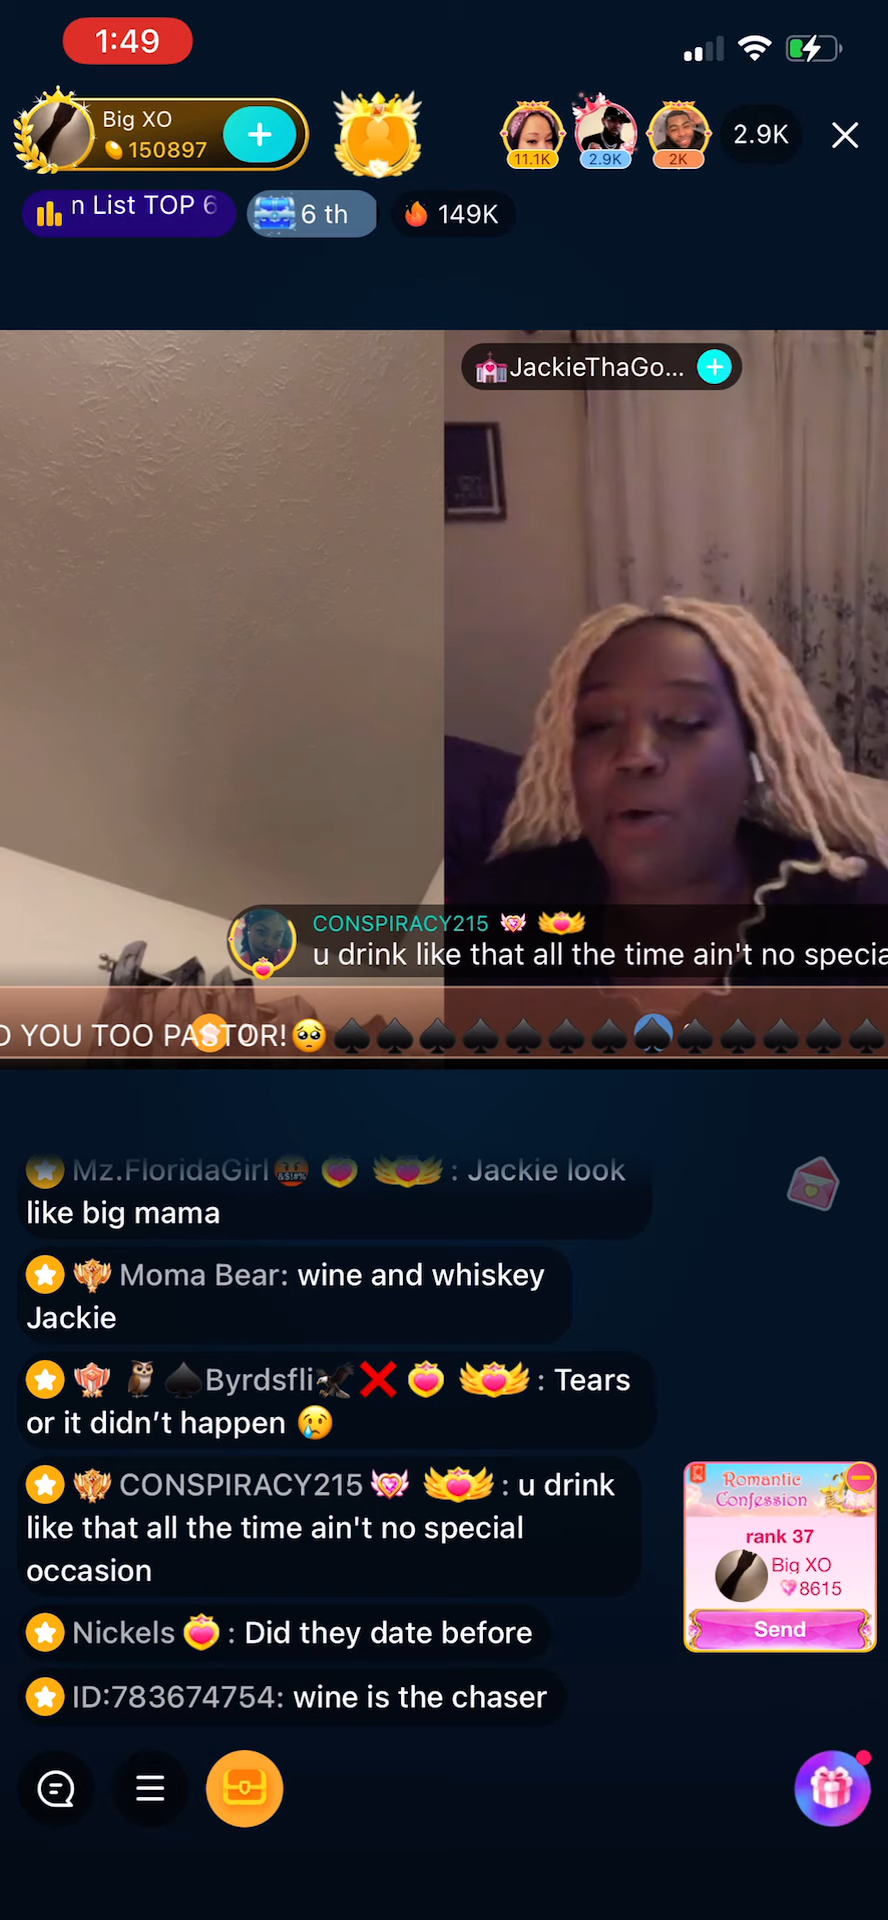 1:49
Big XO
150897
11.1K
2.9K
2K
2.9K
n List TOP 6
6 th
149K
JackieThaGo...
CONSPIRACY215
u drink like that all the time ain't no specia
YOU TOO PASTOR!🥺♠♠♠♠♠♠♠♠♠♠♠♠♠
Mz.FloridaGirl🤬 : Jackie look
like big mama
Moma Bear: wine and whiskey
Jackie
🦉♠Byrdsfli🦅❌ : Tears
or it didn't happen 😢
CONSPIRACY215 : u drink
like that all the time ain't no special
occasion
Nickels : Did they date before
ID:783674754: wine is the chaser
Romantic
Confession
rank 37
Big XO
8615
Send